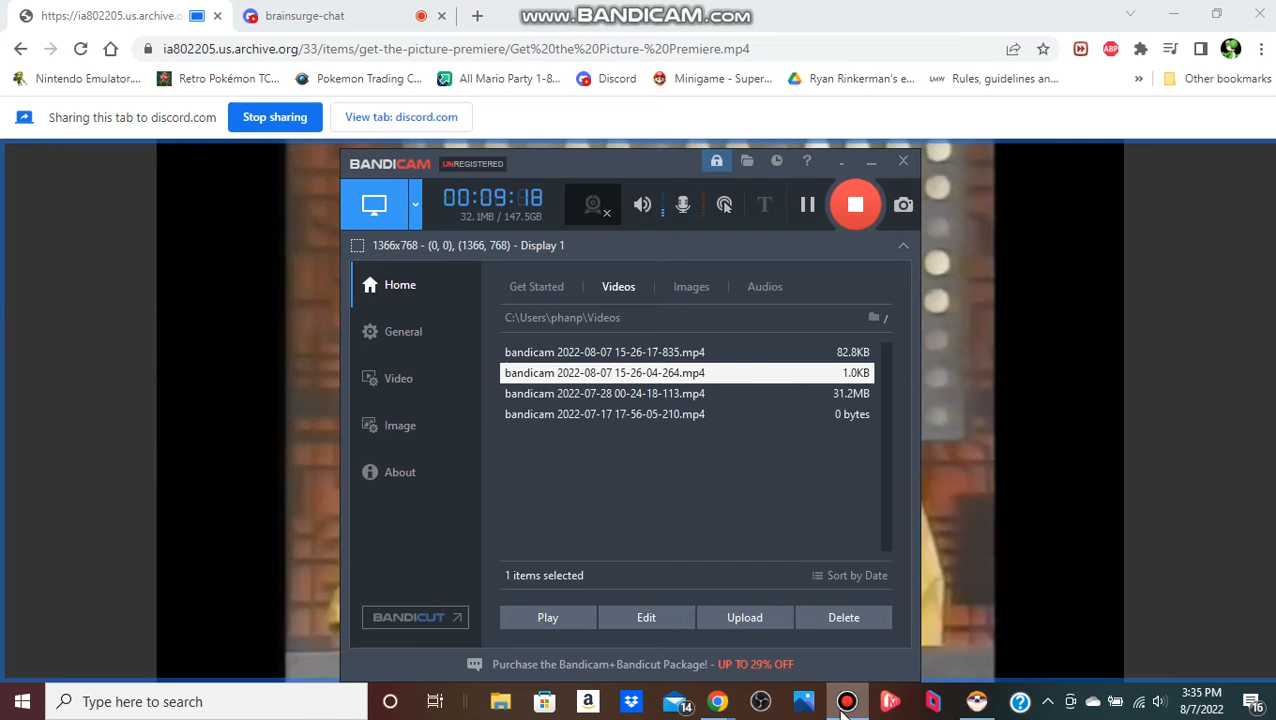 https://ia802205.us.archive.
brainsurge-chat
www.BANDICAM.com
ia802205.us.archive.org/33/items/get-the-picture-premiere/Get%20the%20Picture-%20Premiere.mp4
ABP
Nintendo Emulator...
Retro Pokémon TC...
Pokemon Trading C...
All Mario Party 1-8...
Discord
Minigame - Super...
Ryan Rinkerman's e...
LMW
Rules, guidelines an...
»
Other bookmarks
Sharing this tab to discord.com
Stop sharing
View tab: discord.com
BANDICAM
UNREGISTERED
00:09:18
32.1MB / 147.5GB
1366x768 - (0, 0), (1366, 768) - Display 1
Home
General
Video
Image
About
BANDICUT
Get Started
Videos
Images
Audios
C:\Users\phanp\Videos
/
bandicam 2022-08-07 15-26-17-835.mp4
82.8KB
bandicam 2022-08-07 15-26-04-264.mp4
1.0KB
bandicam 2022-07-28 00-24-18-113.mp4
31.2MB
bandicam 2022-07-17 17-56-05-210.mp4
0 bytes
1 items selected
Sort by Date
Play
Edit
Upload
Delete
Purchase the Bandicam+Bandicut Package! - UP TO 29% OFF
Type here to search
14
3:35 PM
8/7/2022
16